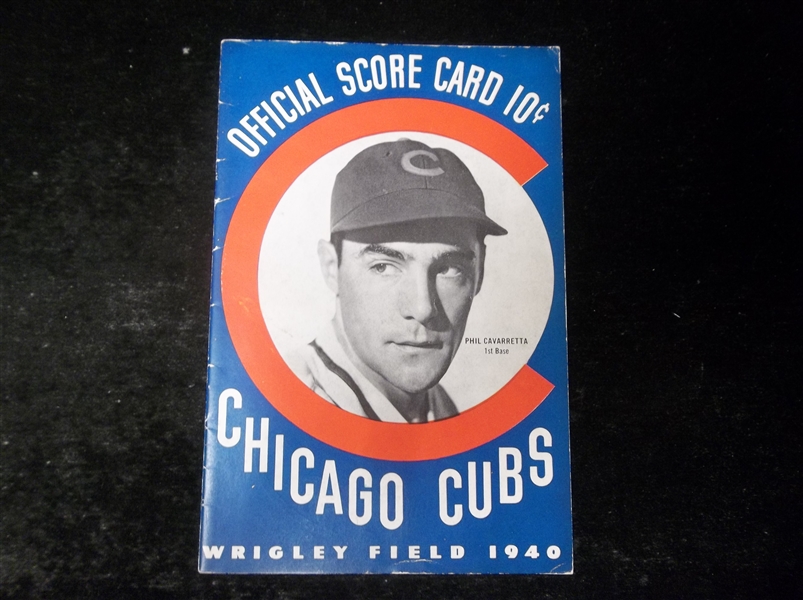 OFFICIAL SCORE CARD 10¢
C
PHIL CAVARRETTA
1st Base
CHICAGO CUBS
WRIGLEY FIELD 1940